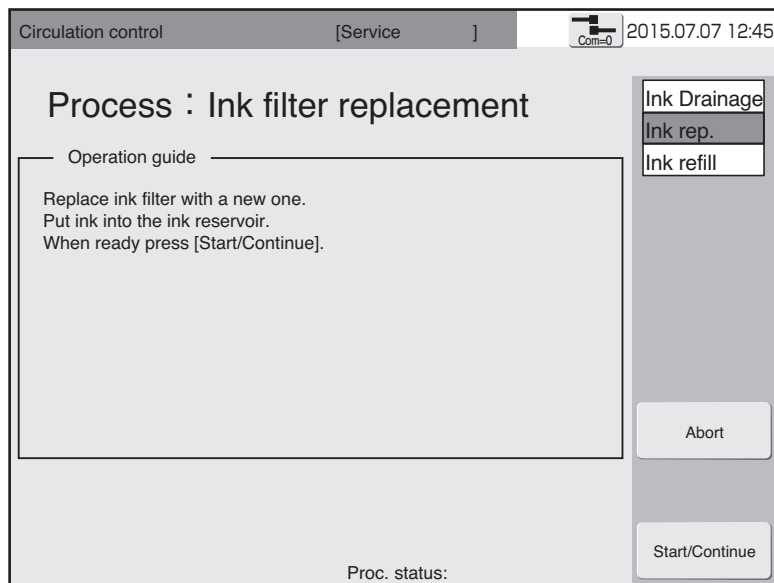 Circulation control [Service ] Com=0 2015.07.07 12:45
Process : Ink filter replacement
Operation guide
Replace ink filter with a new one.
Put ink into the ink reservoir.
When ready press [Start/Continue].
Ink Drainage
Ink rep.
Ink refill
Abort
Start/Continue
Proc. status: